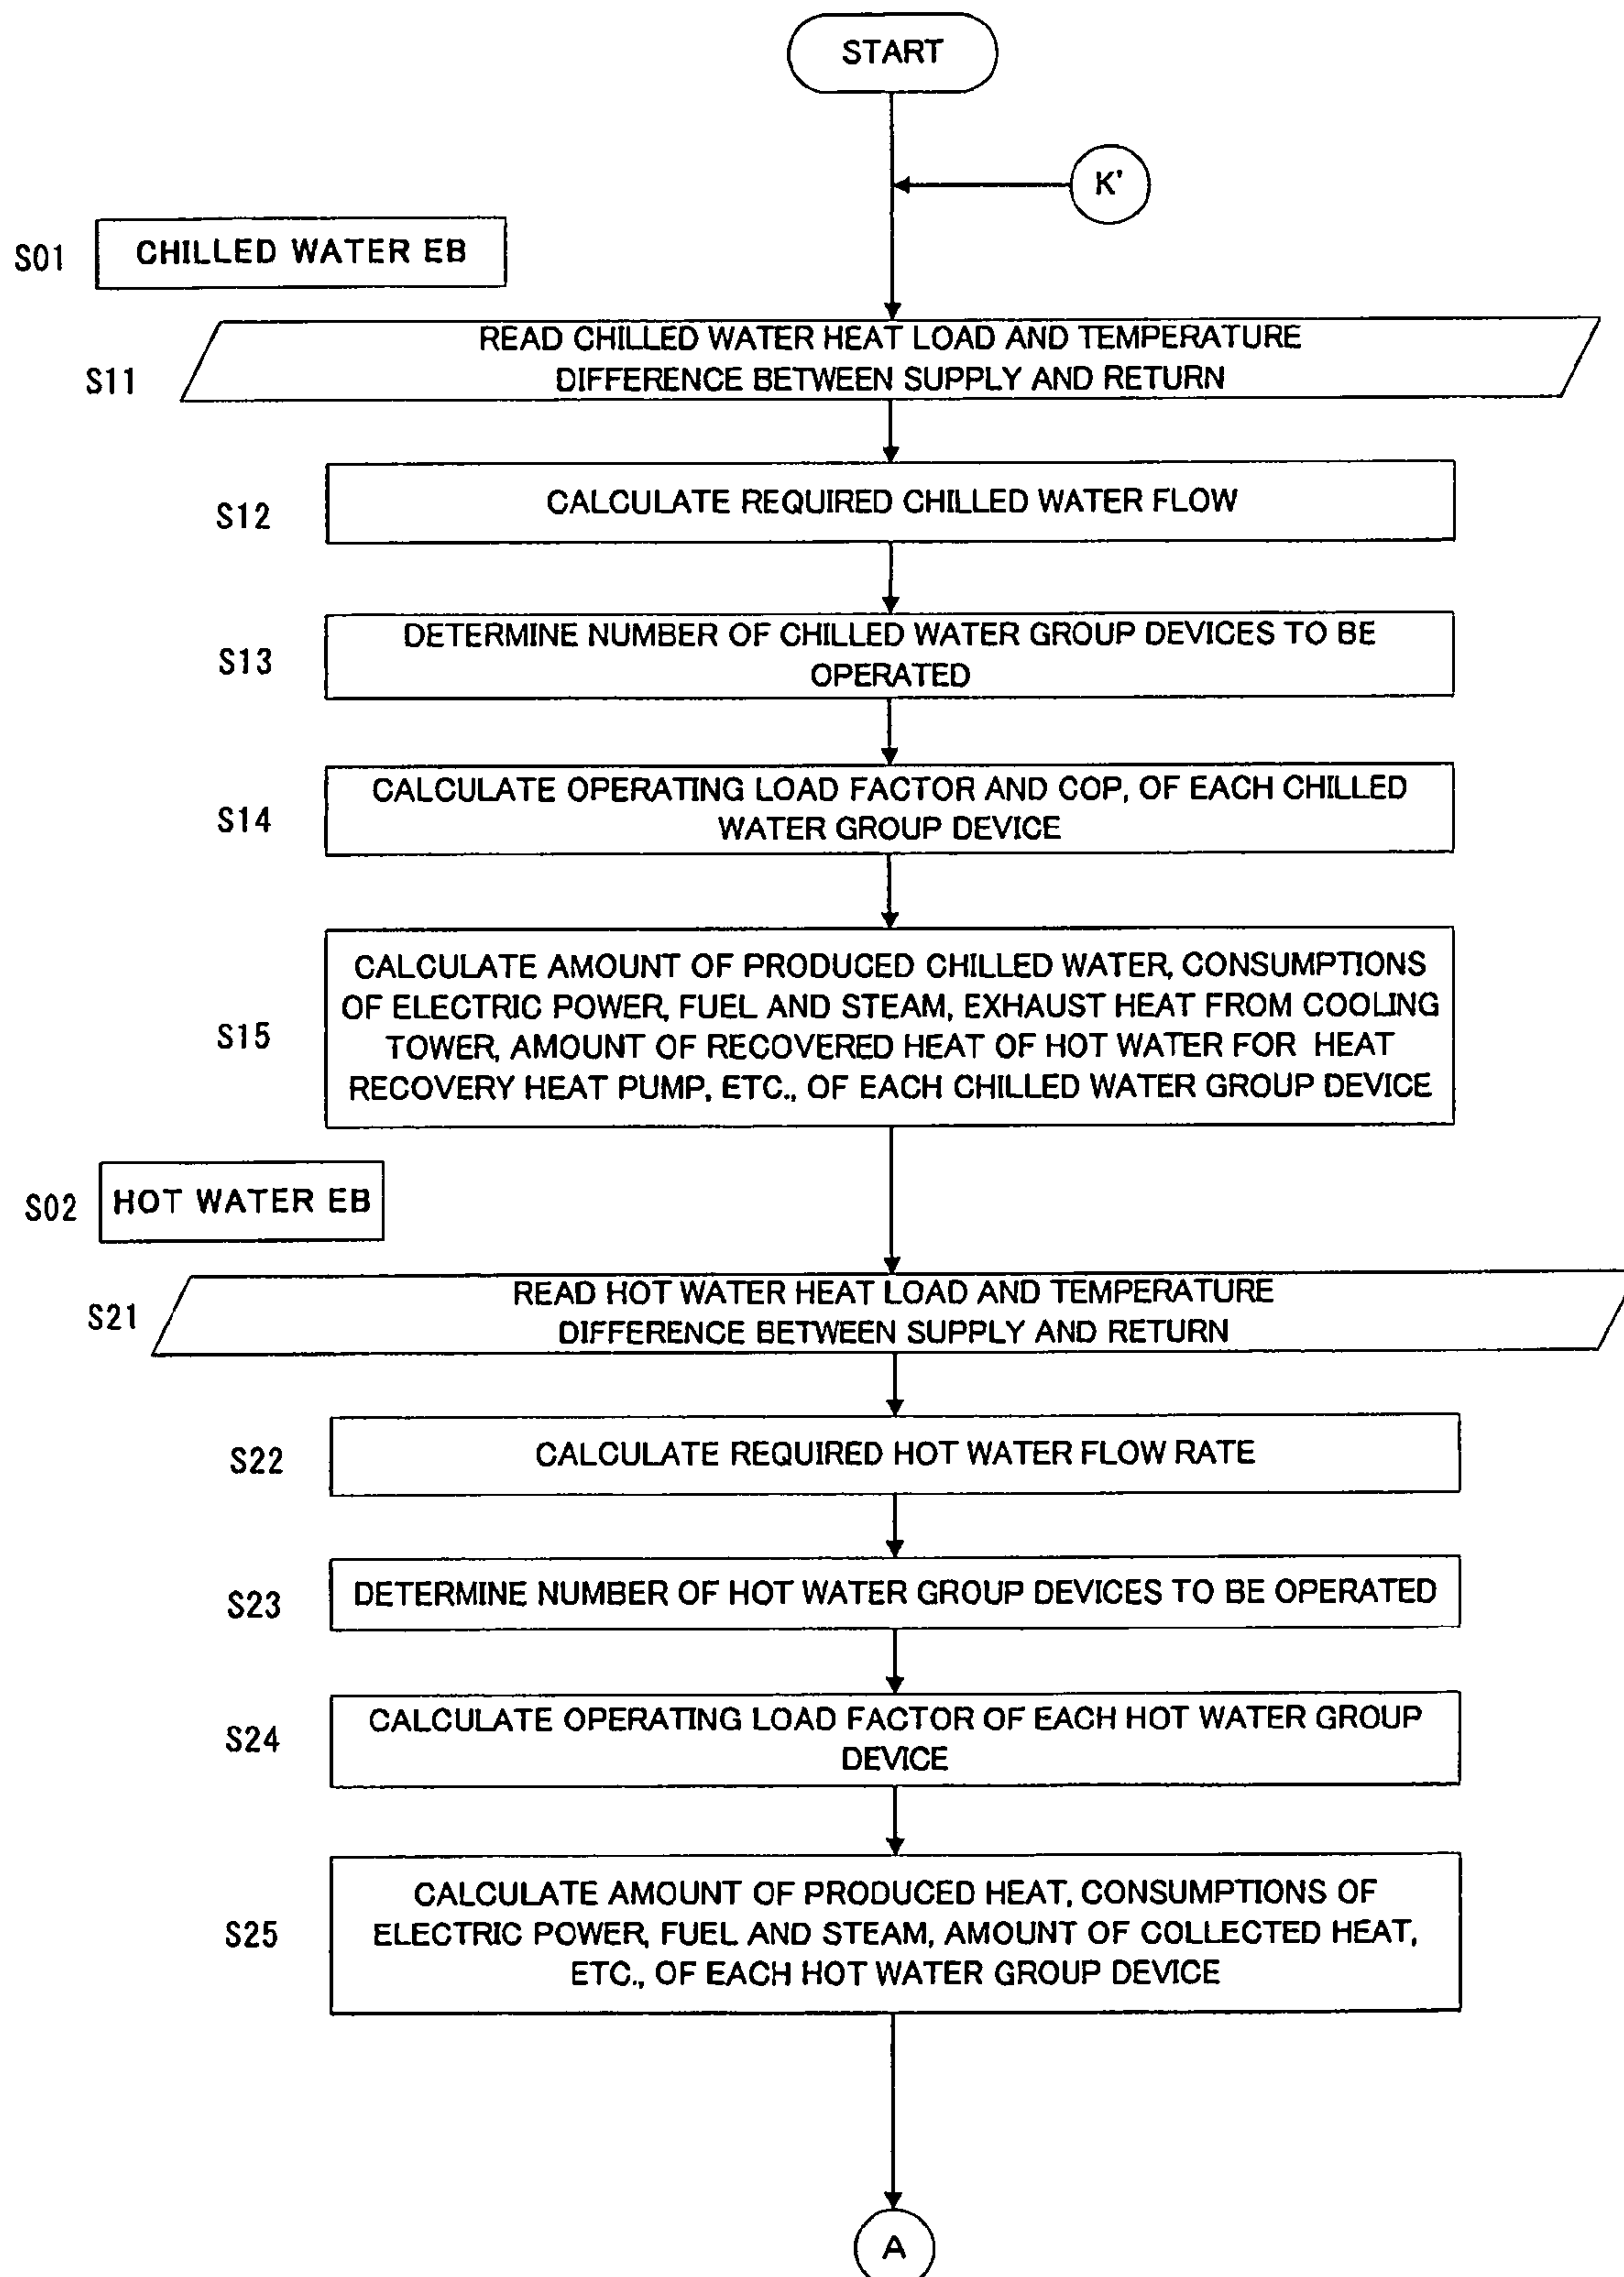 START
K'
S01
CHILLED WATER EB
S11
READ CHILLED WATER HEAT LOAD AND TEMPERATURE
DIFFERENCE BETWEEN SUPPLY AND RETURN
S12
CALCULATE REQUIRED CHILLED WATER FLOW
S13
DETERMINE NUMBER OF CHILLED WATER GROUP DEVICES TO BE
OPERATED
S14
CALCULATE OPERATING LOAD FACTOR AND COP, OF EACH CHILLED
WATER GROUP DEVICE
S15
CALCULATE AMOUNT OF PRODUCED CHILLED WATER, CONSUMPTIONS
OF ELECTRIC POWER, FUEL AND STEAM, EXHAUST HEAT FROM COOLING
TOWER, AMOUNT OF RECOVERED HEAT OF HOT WATER FOR HEAT
RECOVERY HEAT PUMP, ETC., OF EACH CHILLED WATER GROUP DEVICE
S02
HOT WATER EB
S21
READ HOT WATER HEAT LOAD AND TEMPERATURE
DIFFERENCE BETWEEN SUPPLY AND RETURN
S22
CALCULATE REQUIRED HOT WATER FLOW RATE
S23
DETERMINE NUMBER OF HOT WATER GROUP DEVICES TO BE OPERATED
S24
CALCULATE OPERATING LOAD FACTOR OF EACH HOT WATER GROUP
DEVICE
S25
CALCULATE AMOUNT OF PRODUCED HEAT, CONSUMPTIONS OF
ELECTRIC POWER, FUEL AND STEAM, AMOUNT OF COLLECTED HEAT,
ETC., OF EACH HOT WATER GROUP DEVICE
A